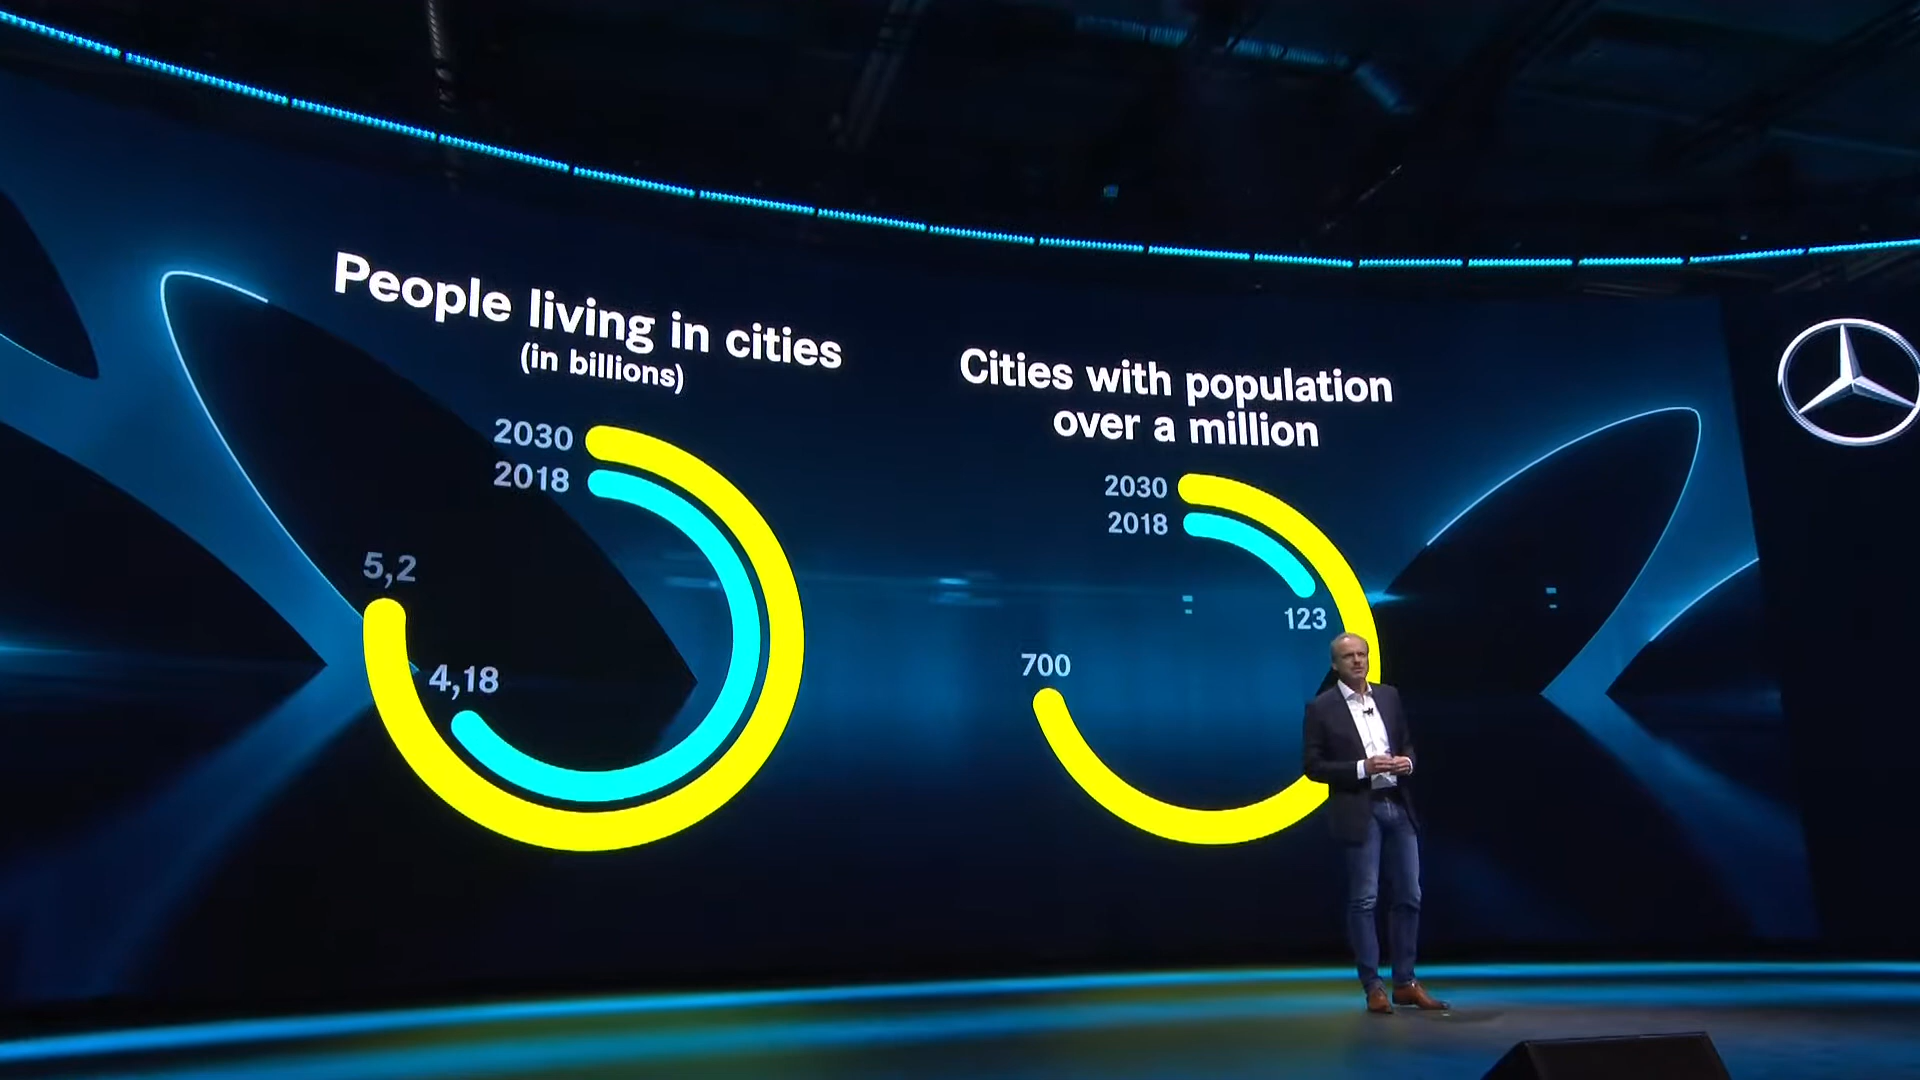 People living in cities
(in billions)
2030
2018
5,2
4,18
Cities with population
over a million
2030
2018
123
700